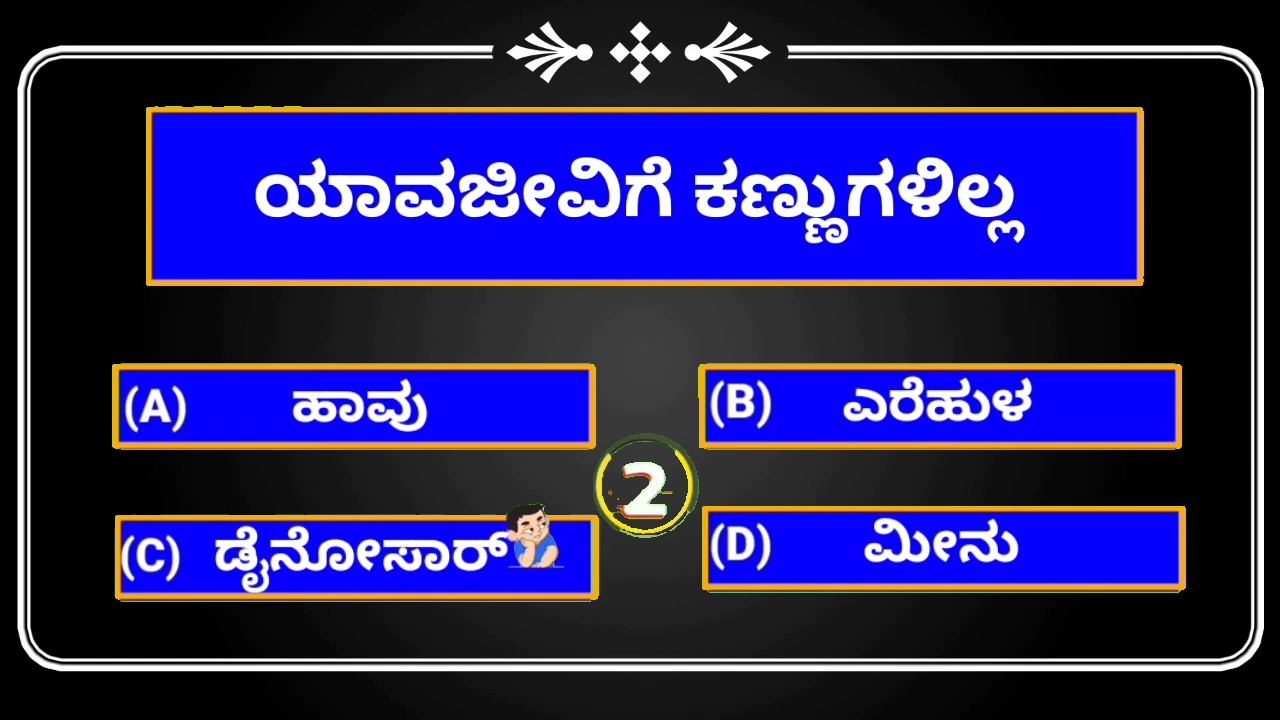 ಯಾವಜೀವಿಗೆ ಕಣ್ಣುಗಳಿಲ್ಲ
(A) ಹಾವು
(B) ಎರೆಹುಳ
2
(C) ಡೈನೋಸಾರ್
(D) ಮೀನು